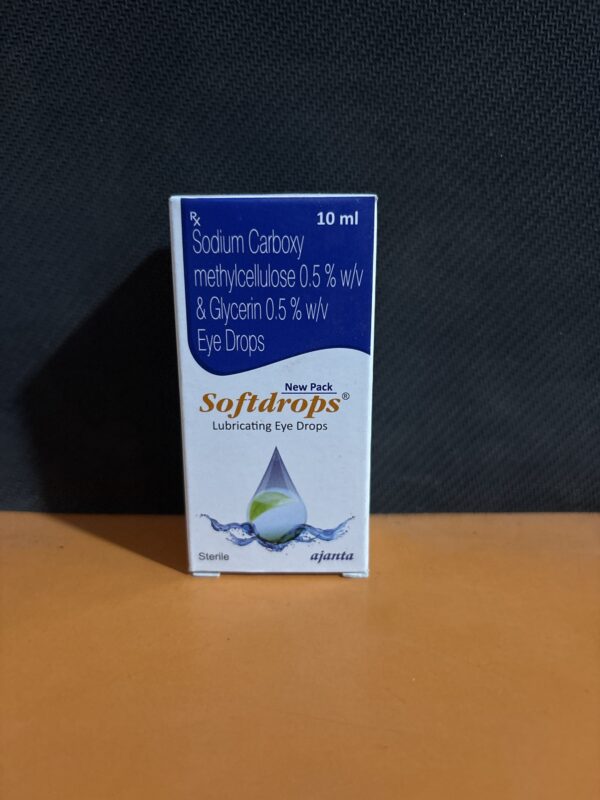 Rx 10 ml
Sodium Carboxy
methylcellulose 0.5 % w/v
& Glycerin 0.5 % w/v
Eye Drops
New Pack
Softdrops®
Lubricating Eye Drops
Sterile ajanta